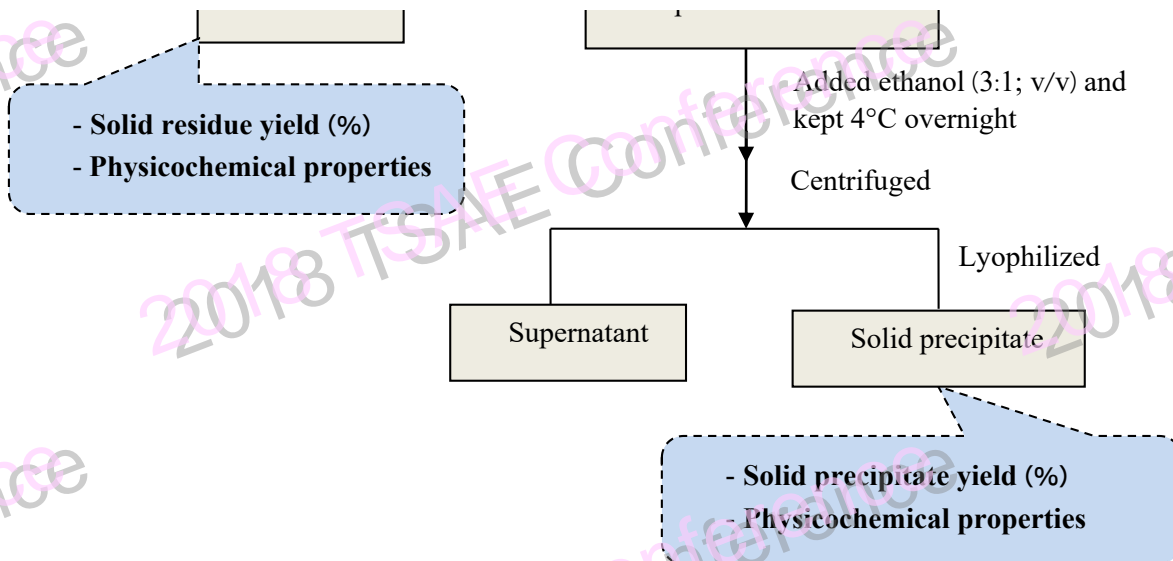 Added ethanol (3:1; v/v) and
kept 4°C overnight
- Solid residue yield (%)
- Physicochemical properties
Centrifuged
Lyophilized
Supernatant
Solid precipitate
- Solid precipitate yield (%)
- Physicochemical properties
2018 TSAE Conference
2018